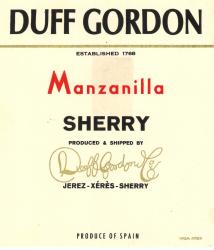 DUFF GORDON
ESTABLISHED 1768
Manzanilla
SHERRY
PRODUCED & SHIPPED BY
Duff Gordon & Co
JEREZ-XÉRÈS-SHERRY
PRODUCE OF SPAIN